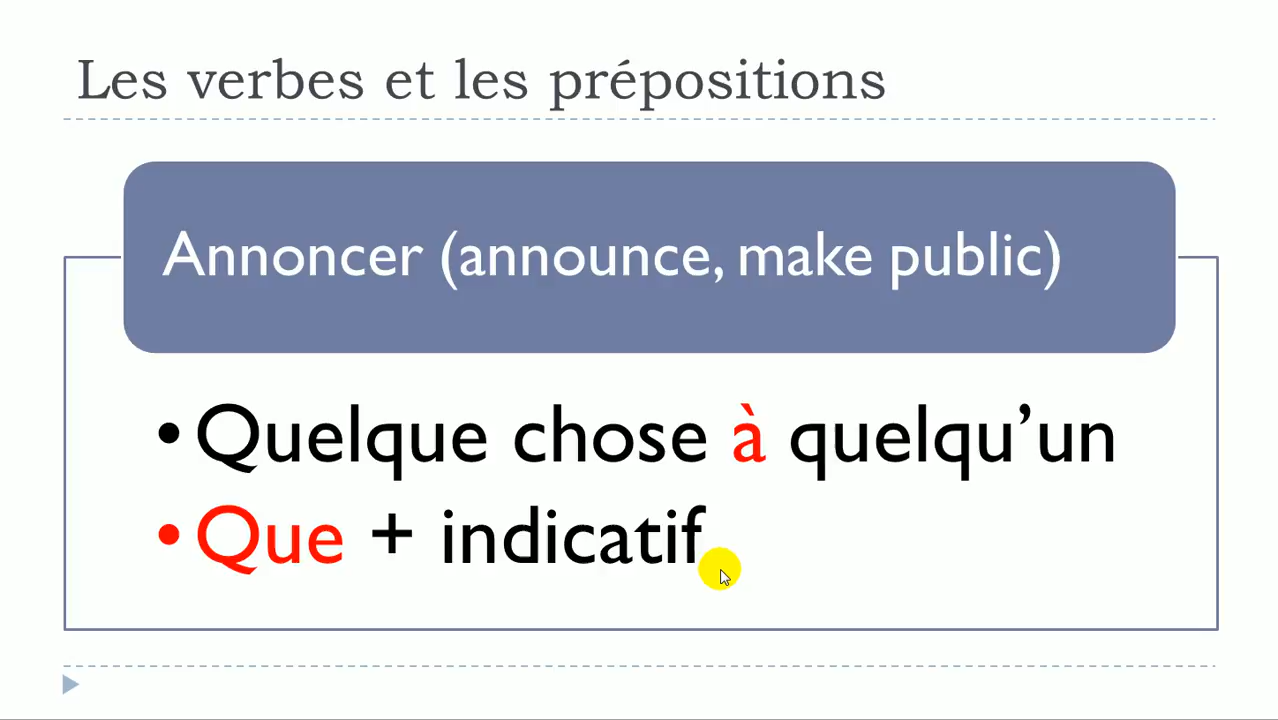 Les verbes et les prépositions
Annoncer (announce, make public)
•Quelque chose à quelqu’un
•Que + indicatif